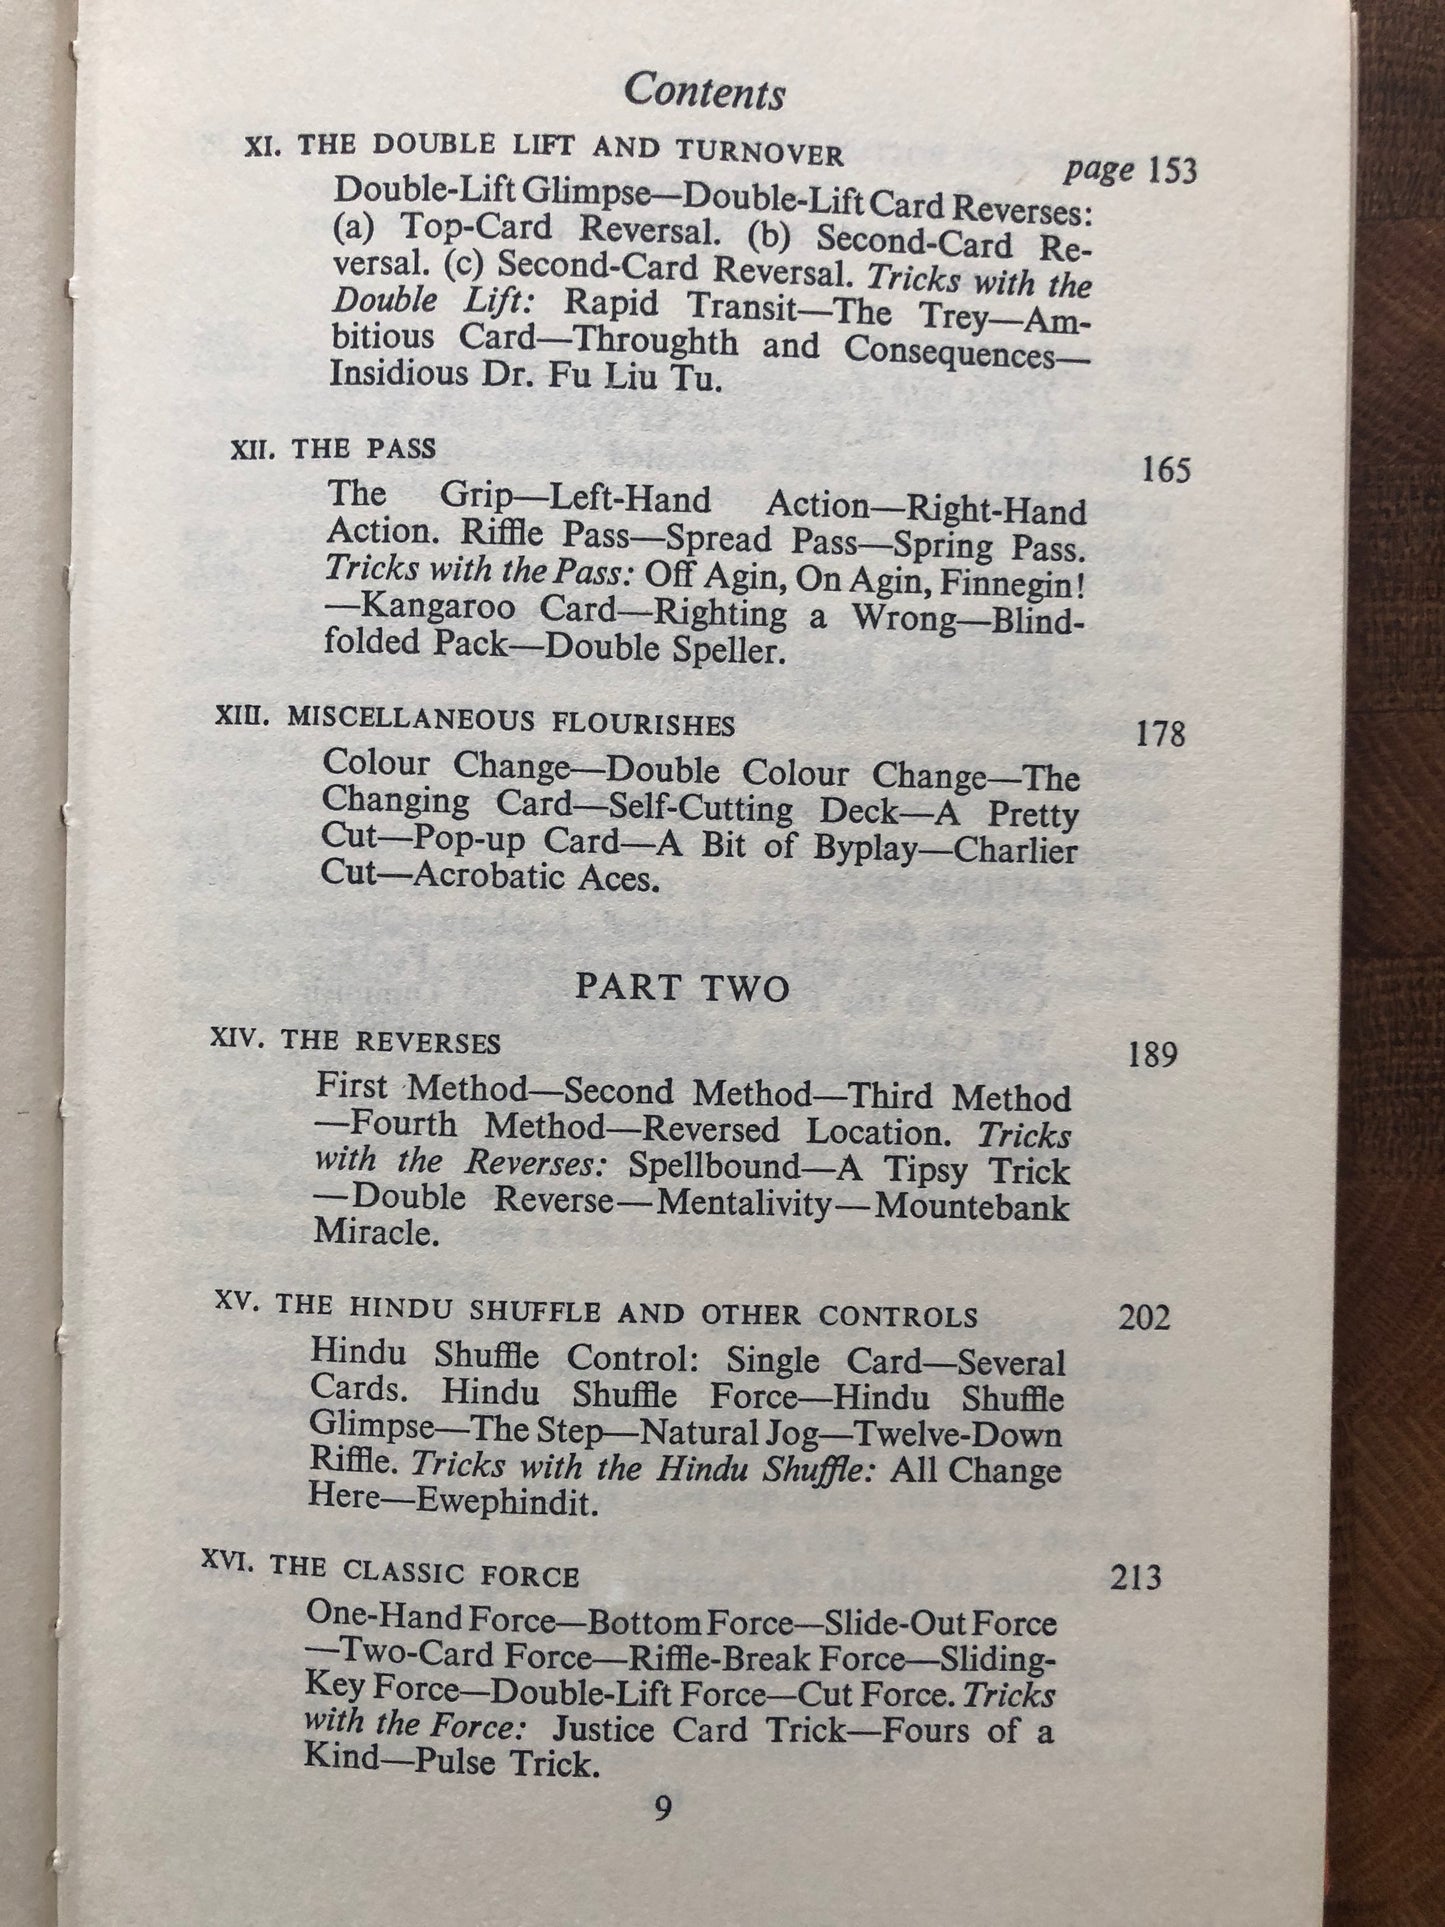 Contents
XI. THE DOUBLE LIFT AND TURNOVER page 153
Double-Lift Glimpse—Double-Lift Card Reverses:
(a) Top-Card Reversal. (b) Second-Card Re-
versal. (c) Second-Card Reversal. Tricks with the
Double Lift: Rapid Transit—The Trey—Am-
bitious Card—Throughth and Consequences—
Insidious Dr. Fu Liu Tu.
XII. THE PASS 165
The Grip—Left-Hand Action—Right-Hand
Action. Riffle Pass—Spread Pass—Spring Pass.
Tricks with the Pass: Off Agin, On Agin, Finnegin!
—Kangaroo Card—Righting a Wrong—Blind-
folded Pack—Double Speller.
XIII. MISCELLANEOUS FLOURISHES 178
Colour Change—Double Colour Change—The
Changing Card—Self-Cutting Deck—A Pretty
Cut—Pop-up Card—A Bit of Byplay—Charlier
Cut—Acrobatic Aces.
PART TWO
XIV. THE REVERSES 189
First Method—Second Method—Third Method
—Fourth Method—Reversed Location. Tricks
with the Reverses: Spellbound—A Tipsy Trick
—Double Reverse—Mentalivity—Mountebank
Miracle.
XV. THE HINDU SHUFFLE AND OTHER CONTROLS 202
Hindu Shuffle Control: Single Card—Several
Cards. Hindu Shuffle Force—Hindu Shuffle
Glimpse—The Step—Natural Jog—Twelve-Down
Riffle. Tricks with the Hindu Shuffle: All Change
Here—Ewephindit.
XVI. THE CLASSIC FORCE 213
One-Hand Force—Bottom Force—Slide-Out Force
—Two-Card Force—Riffle-Break Force—Sliding-
Key Force—Double-Lift Force—Cut Force. Tricks
with the Force: Justice Card Trick—Fours of a
Kind—Pulse Trick.
9